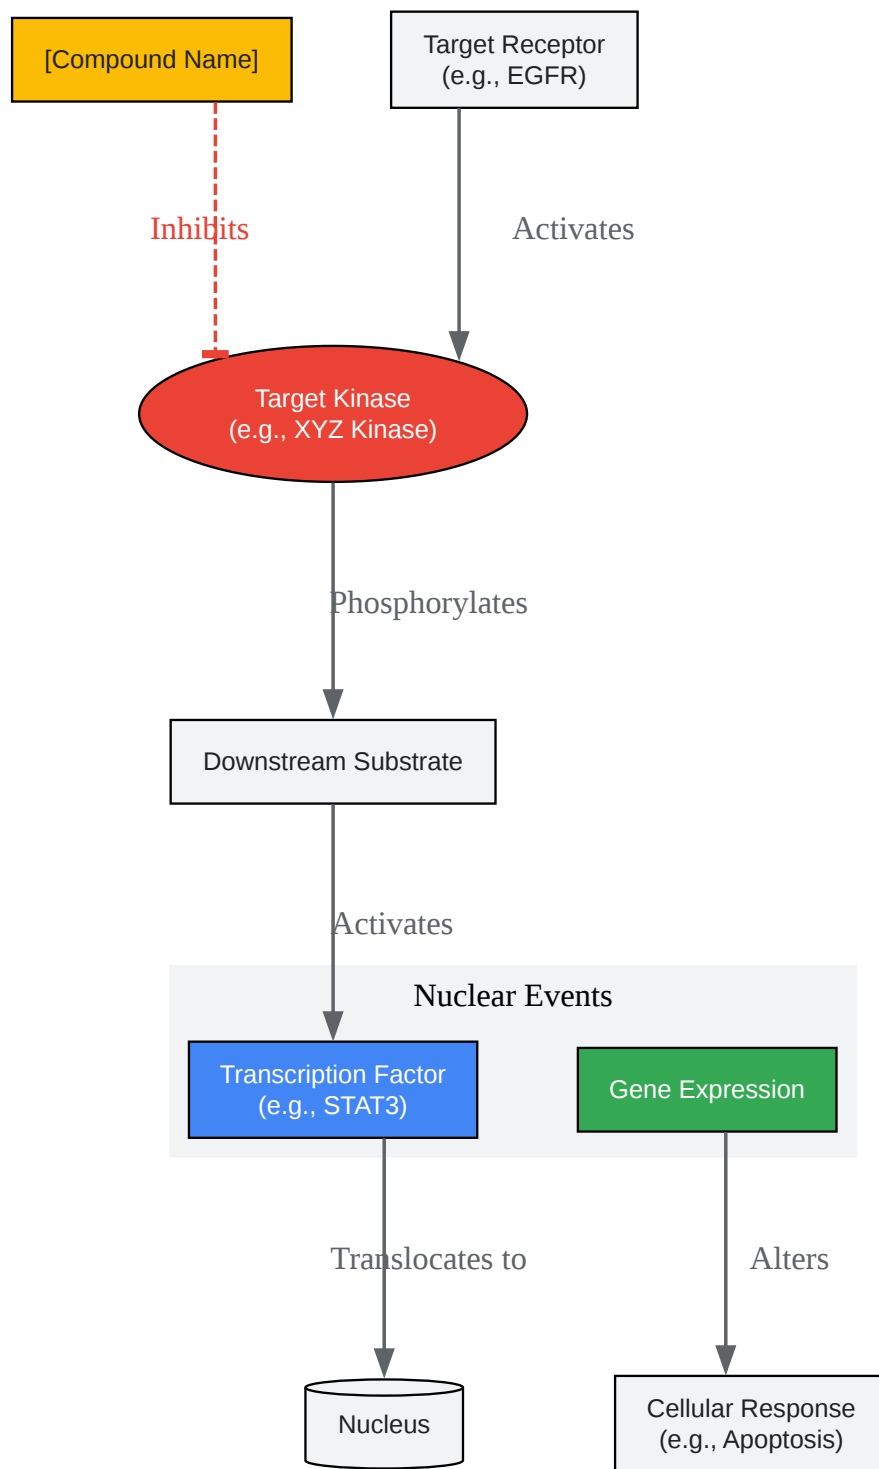 [Compound Name]
Target Receptor
(e.g., EGFR)
Inhibits
Activates
Target Kinase
(e.g., XYZ Kinase)
Phosphorylates
Downstream Substrate
Activates
Nuclear Events
Transcription Factor
(e.g., STAT3)
Gene Expression
Translocates to
Alters
Nucleus
Cellular Response
(e.g., Apoptosis)